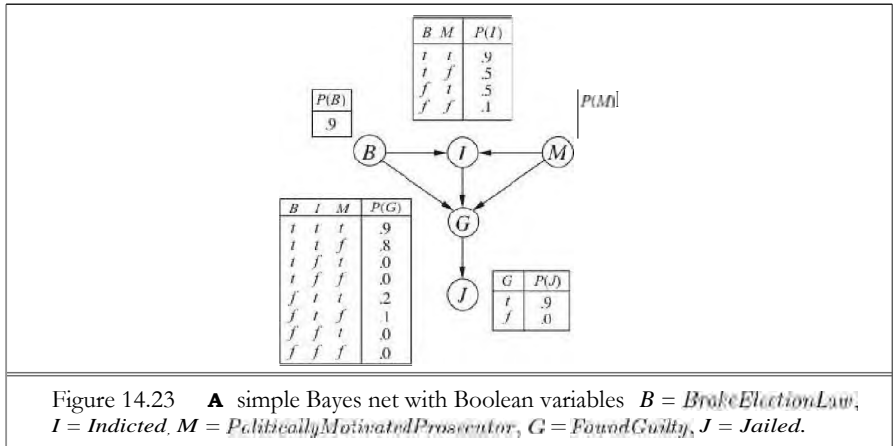 B M P(I)
t t .9
t f .5
f t .5
f f .1
P(B)
.9
P(M)
B I M
B I M P(G)
t t t .9
t t f .8
t f t .0
t f f .0
f t t .2
f t f .1
f f t .0
f f f .0
G
J
G P(J)
t .9
f .0
Figure 14.23 A simple Bayes net with Boolean variables B = BrokeElectionLaw,
I = Indicted, M = PoliticallyMotivatedProsecutor, G = FoundGuilty, J = Jailed.